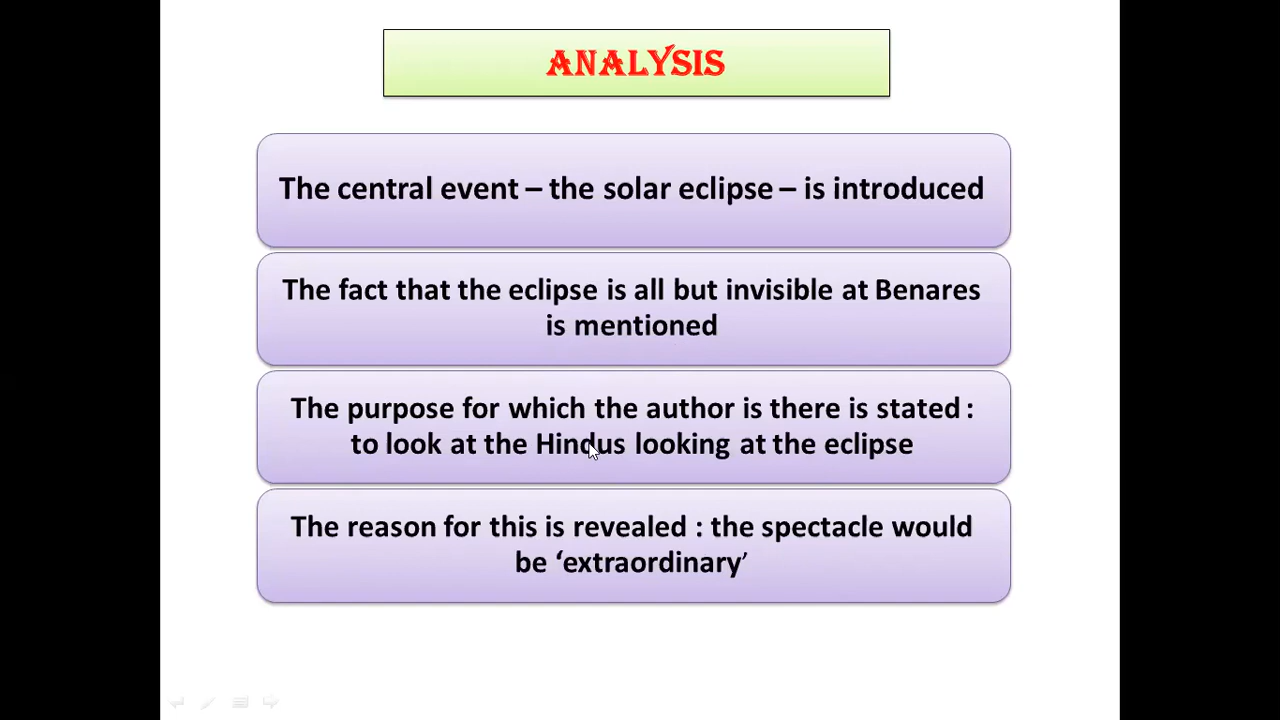 ANALYSIS
The central event – the solar eclipse – is introduced
The fact that the eclipse is all but invisible at Benares
is mentioned
The purpose for which the author is there is stated :
to look at the Hindus looking at the eclipse
The reason for this is revealed : the spectacle would
be ‘extraordinary’